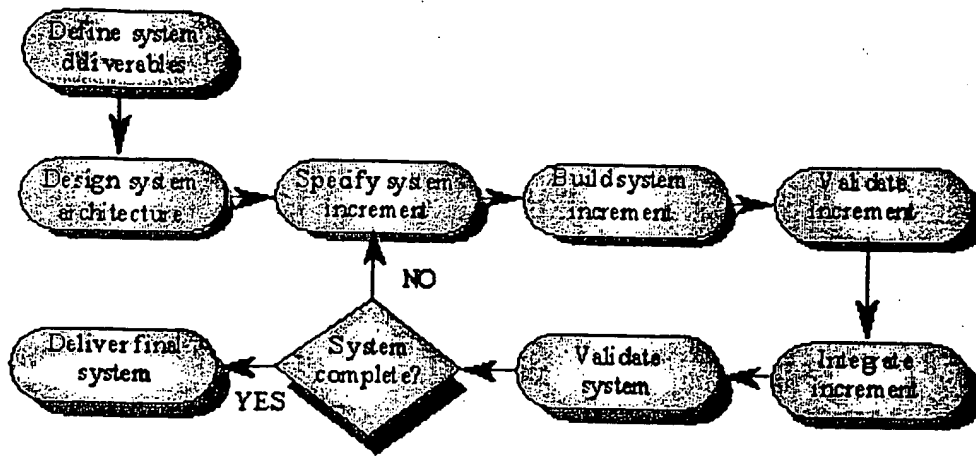 Define system
deliverables
Design system
architecture
Specify system
increment
Build system
increment
Validate
increment
NO
Deliver final
system
YES
System
complete?
Validate
system
Integrate
increment